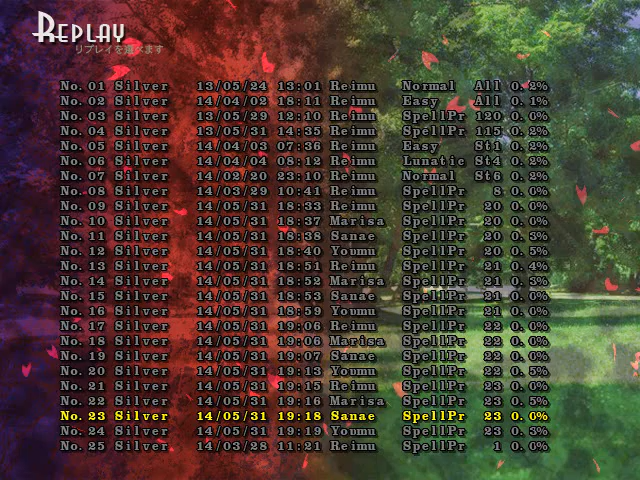 Replay
リプレイを選べます
No. 01 Silver 13/05/24 13:01 Reimu Normal All 0.2%
No. 02 Silver 14/04/02 18:11 Reimu Easy All 0.1%
No. 03 Silver 13/05/29 12:10 Reimu SpellPr 120 0.0%
No. 04 Silver 13/05/31 14:35 Reimu SpellPr 115 0.2%
No. 05 Silver 14/04/03 07:36 Reimu Easy St1 0.2%
No. 06 Silver 14/04/04 08:12 Reimu Lunatic St4 0.2%
No. 07 Silver 14/02/20 23:10 Reimu Normal St6 0.2%
No. 08 Silver 14/03/29 10:41 Reimu SpellPr 8 0.0%
No. 09 Silver 14/05/31 18:33 Reimu SpellPr 20 0.0%
No. 10 Silver 14/05/31 18:37 Marisa SpellPr 20 0.0%
No. 11 Silver 14/05/31 18:38 Sanae SpellPr 20 0.3%
No. 12 Silver 14/05/31 18:40 Youmu SpellPr 20 0.5%
No. 13 Silver 14/05/31 18:51 Reimu SpellPr 21 0.4%
No. 14 Silver 14/05/31 18:52 Marisa SpellPr 21 0.3%
No. 15 Silver 14/05/31 18:53 Sanae SpellPr 21 0.0%
No. 16 Silver 14/05/31 18:59 Youmu SpellPr 21 0.0%
No. 17 Silver 14/05/31 19:06 Reimu SpellPr 22 0.0%
No. 18 Silver 14/05/31 19:06 Marisa SpellPr 22 0.0%
No. 19 Silver 14/05/31 19:07 Sanae SpellPr 22 0.0%
No. 20 Silver 14/05/31 19:13 Youmu SpellPr 22 0.5%
No. 21 Silver 14/05/31 19:15 Reimu SpellPr 23 0.0%
No. 22 Silver 14/05/31 19:16 Marisa SpellPr 23 0.5%
No. 23 Silver 14/05/31 19:18 Sanae SpellPr 23 0.0%
No. 24 Silver 14/05/31 19:19 Youmu SpellPr 23 0.3%
No. 25 Silver 14/03/28 11:21 Reimu SpellPr 1 0.0%